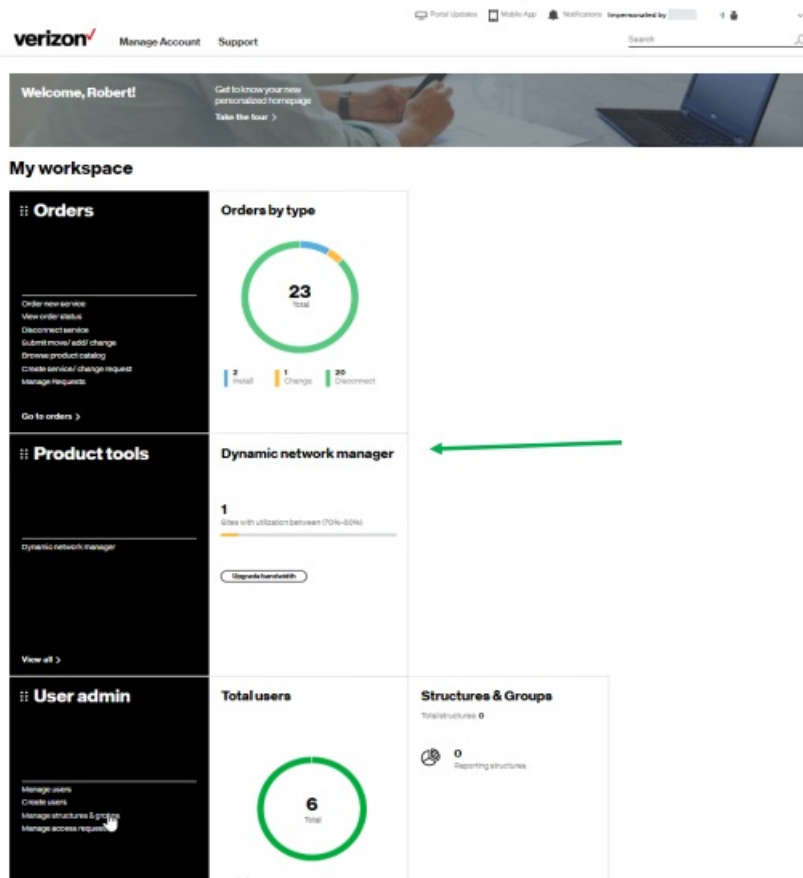 Portal Updates Mobile App Notifications Impersonated by
verizon Manage Account Support
Search
Welcome, Robert!
Get to know your new
personalized homepage
Take the tour >
My workspace
Orders
Order new service
View order status
Disconnect service
Submit move/ add/ change
Browse product catalog
Create service/ change request
Manage Requests
Go to orders >
Orders by type
23
Total
2
Install
1
Change
20
Disconnect
Product tools
Dynamic network manager
View all >
Dynamic network manager
1
Sites with utilization between (70%-80%)
Upgrade bandwidth
User admin
Manage users
Create users
Manage structures & groups
Manage access requests
Total users
6
Total
Structures & Groups
Total structures: 0
0
Reporting structures